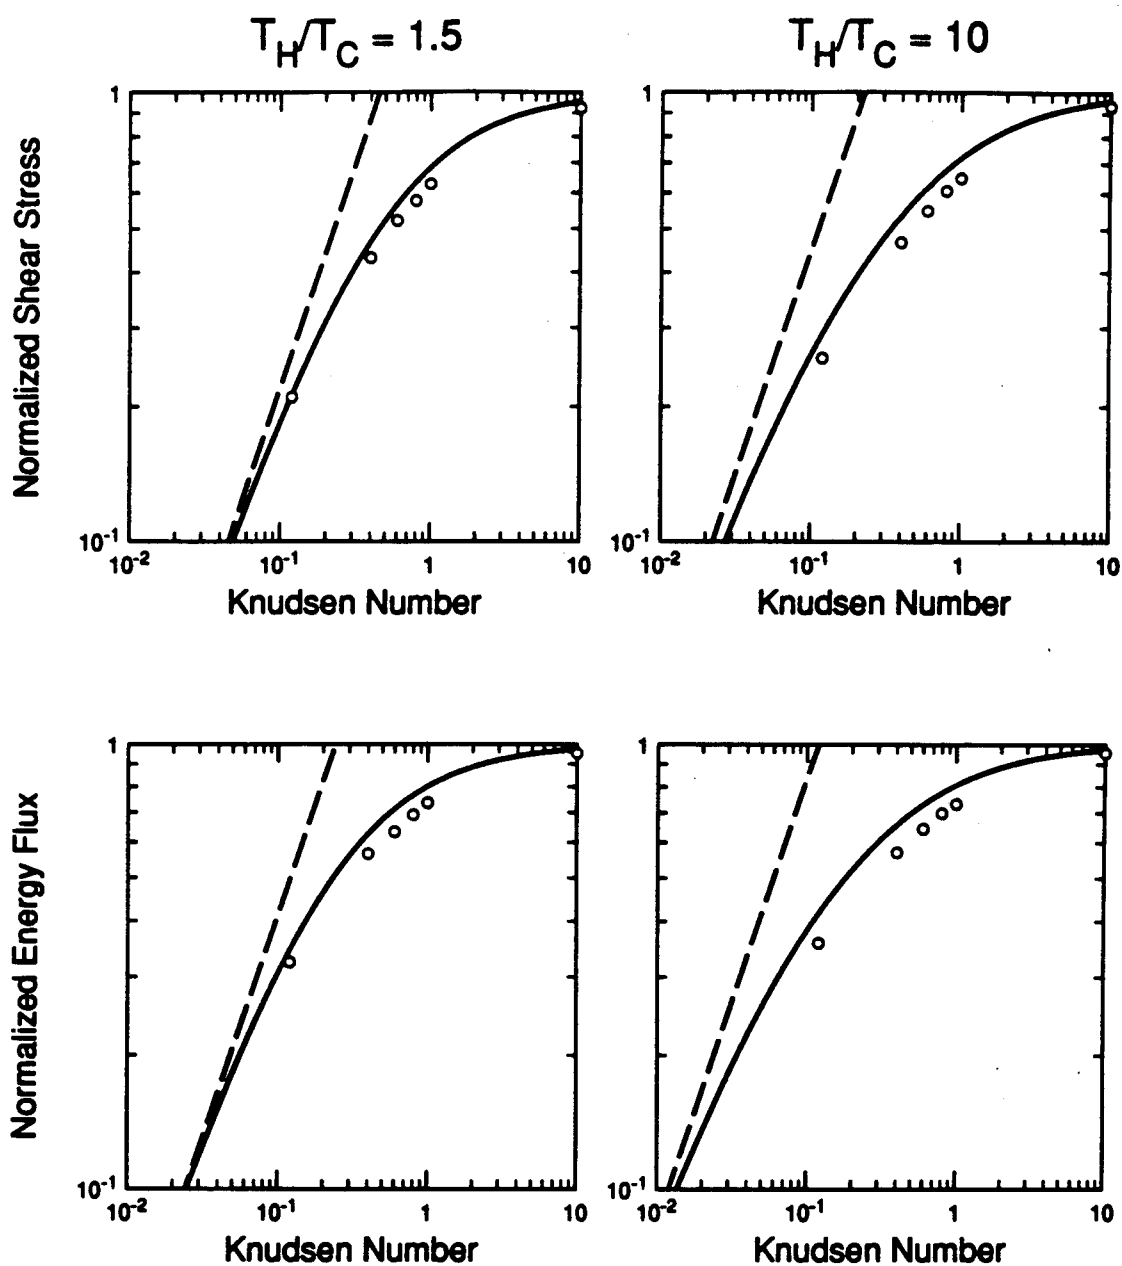 T_H/T_C = 1.5
T_H/T_C = 10
Normalized Shear Stress
1
10⁻¹
10⁻² 10⁻¹ 1 10
Knudsen Number
1
10⁻¹
10⁻² 10⁻¹ 1 10
Knudsen Number
Normalized Energy Flux
1
10⁻¹
10⁻² 10⁻¹ 1 10
Knudsen Number
1
10⁻¹
10⁻² 10⁻¹ 1 10
Knudsen Number